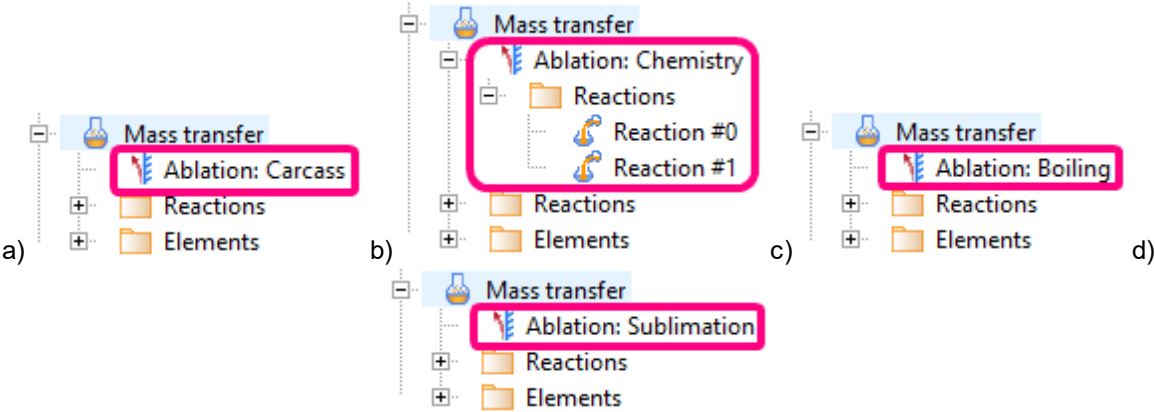 a)
Mass transfer
Ablation: Carcass
Reactions
Elements
b)
Mass transfer
Ablation: Chemistry
Reactions
Reaction #0
Reaction #1
Reactions
Elements
c)
Mass transfer
Ablation: Boiling
Reactions
Elements
d)
Mass transfer
Ablation: Sublimation
Reactions
Elements